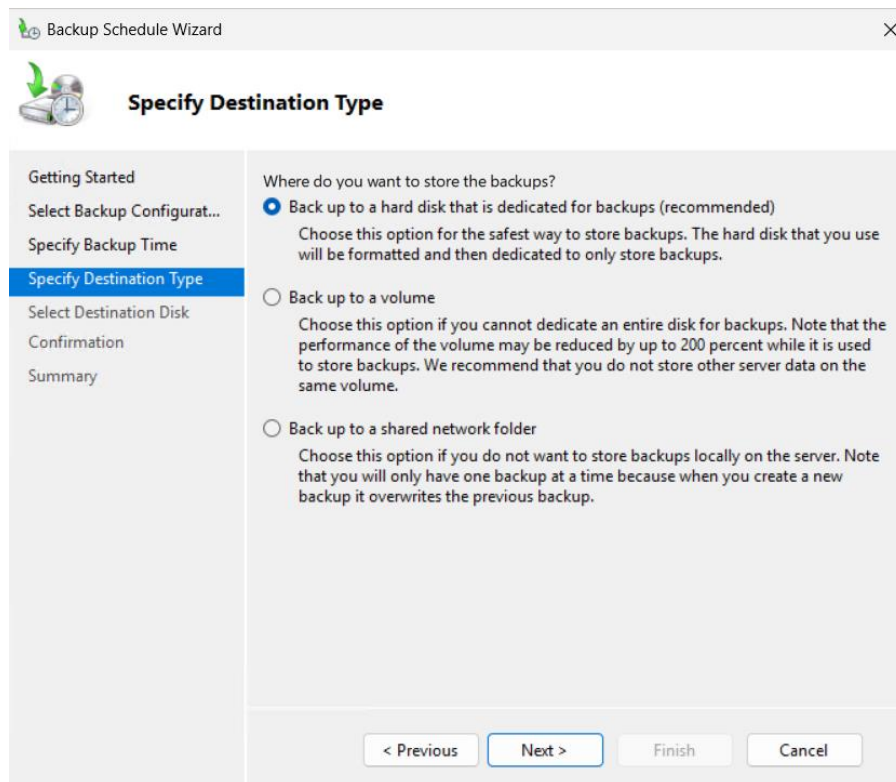 Backup Schedule Wizard
Specify Destination Type
Getting Started
Select Backup Configurat...
Specify Backup Time
Specify Destination Type
Select Destination Disk
Confirmation
Summary
Where do you want to store the backups?
Back up to a hard disk that is dedicated for backups (recommended)
Choose this option for the safest way to store backups. The hard disk that you use
will be formatted and then dedicated to only store backups.
Back up to a volume
Choose this option if you cannot dedicate an entire disk for backups. Note that the
performance of the volume may be reduced by up to 200 percent while it is used
to store backups. We recommend that you do not store other server data on the
same volume.
Back up to a shared network folder
Choose this option if you do not want to store backups locally on the server. Note
that you will only have one backup at a time because when you create a new
backup it overwrites the previous backup.
< Previous
Next >
Finish
Cancel